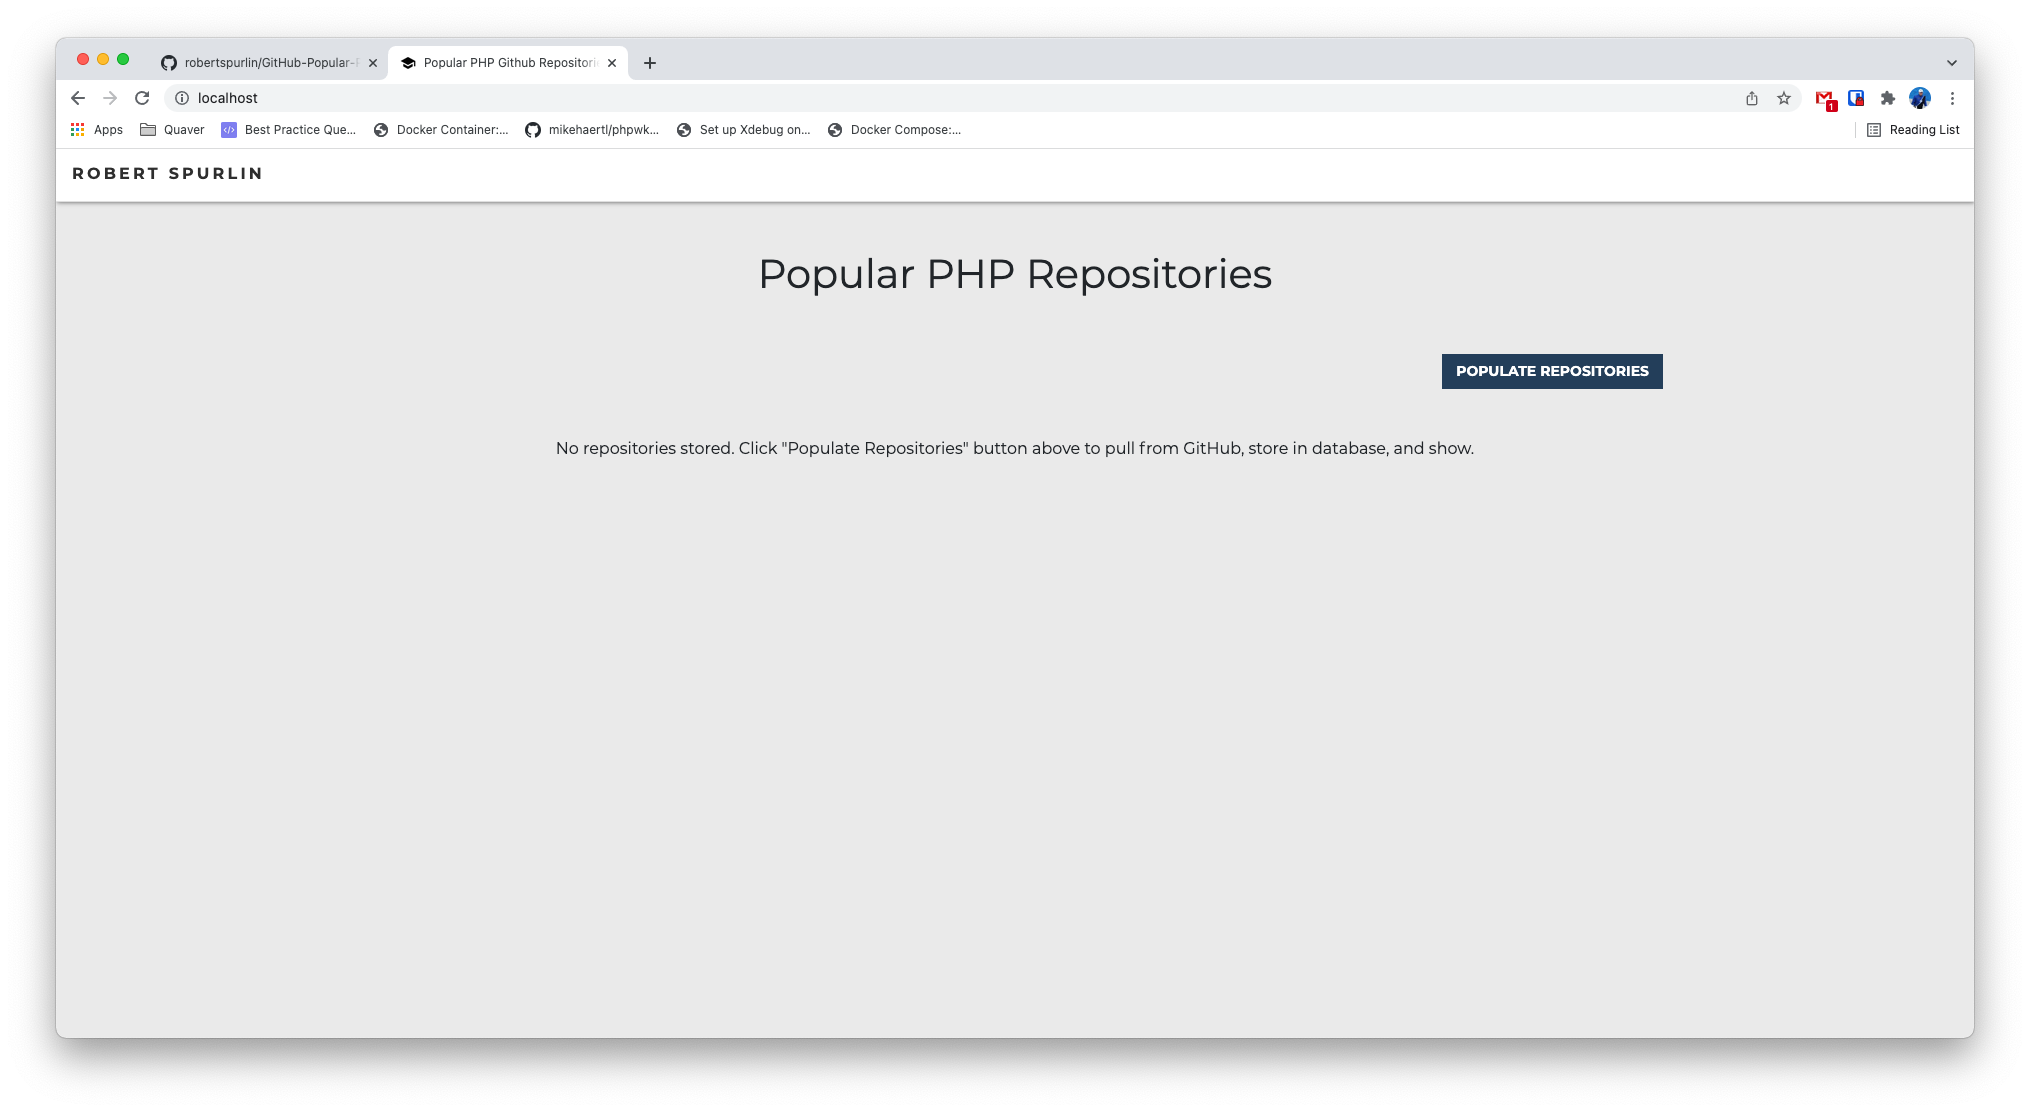 robertspurlin/GitHub-Popular-
Popular PHP Github Repositori
localhost
1
Apps
Quaver
Best Practice Que...
Docker Container:...
mikehaertl/phpwk...
Set up Xdebug on...
Docker Compose:...
Reading List
ROBERT SPURLIN
Popular PHP Repositories
POPULATE REPOSITORIES
No repositories stored. Click "Populate Repositories" button above to pull from GitHub, store in database, and show.